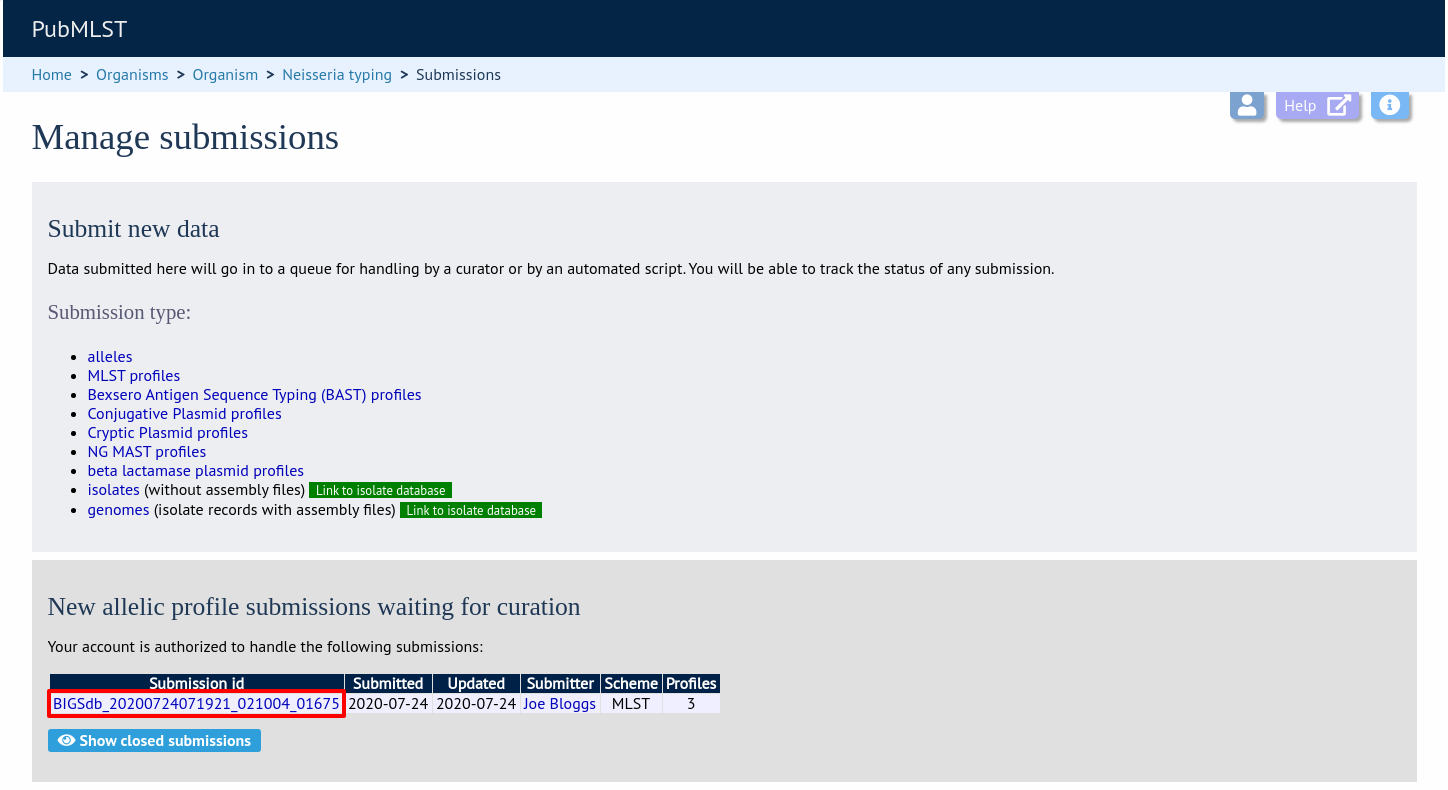 PubMLST
Home > Organisms > Organism > Neisseria typing > Submissions
Help
Manage submissions
Submit new data
Data submitted here will go in to a queue for handling by a curator or by an automated script. You will be able to track the status of any submission.
Submission type:
• alleles
• MLST profiles
• Bexsero Antigen Sequence Typing (BAST) profiles
• Conjugative Plasmid profiles
• Cryptic Plasmid profiles
• NG MAST profiles
• beta lactamase plasmid profiles
• isolates (without assembly files) Link to isolate database
• genomes (isolate records with assembly files) Link to isolate database
New allelic profile submissions waiting for curation
Your account is authorized to handle the following submissions:
Submission id Submitted Updated Submitter Scheme Profiles
BIGSdb_20200724071921_021004_01675 2020-07-24 2020-07-24 Joe Bloggs MLST 3
Show closed submissions